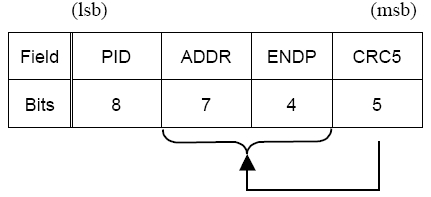 (lsb) (msb)
Field PID ADDR ENDP CRC5
Bits 8 7 4 5